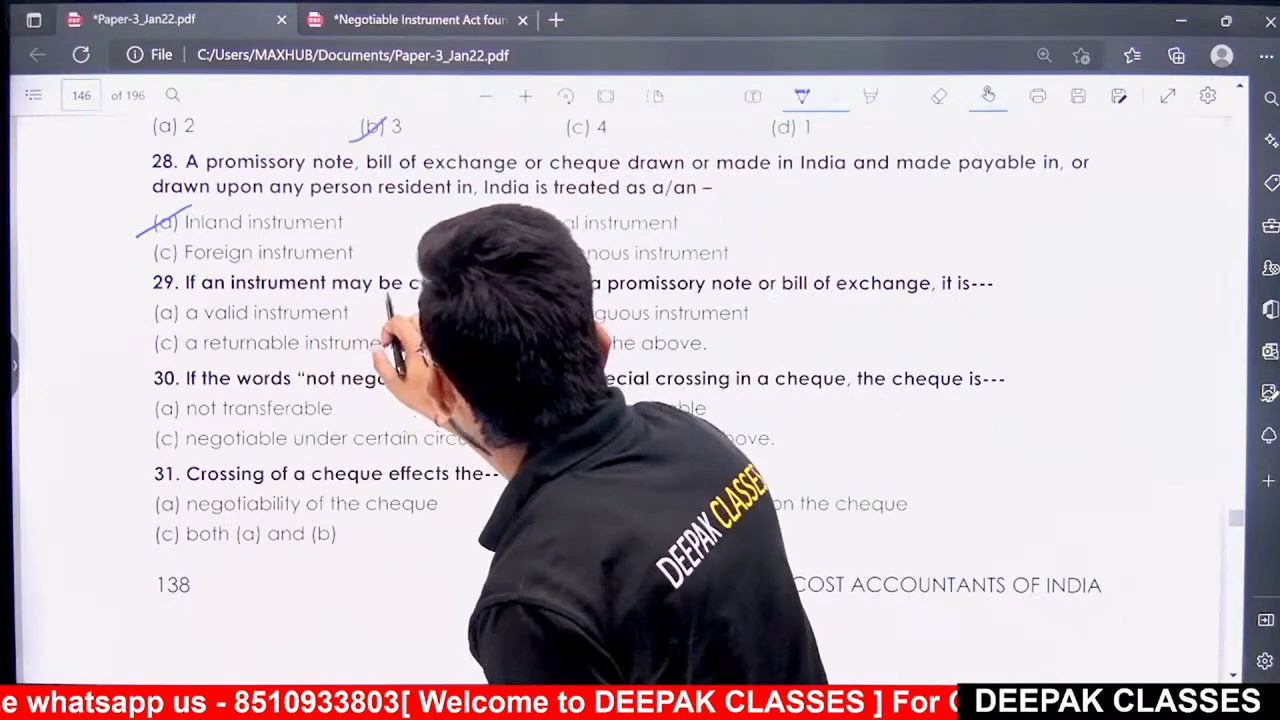 *Paper-3_Jan22.pdf
*Negotiable Instrument Act foun
File C:/Users/MAXHUB/Documents/Paper-3_Jan22.pdf
146 of 196
(a) 2 (b) 3 (c) 4 (d) 1
28. A promissory note, bill of exchange or cheque drawn or made in India and made payable in, or
drawn upon any person resident in, India is treated as a/an –
(a) Inland instrument al instrument
(c) Foreign instrument nous instrument
29. If an instrument may be c a promissory note or bill of exchange, it is---
(a) a valid instrument guous instrument
(c) a returnable instrume he above.
30. If the words “not nego ecial crossing in a cheque, the cheque is---
(a) not transferable able
(c) negotiable under certain circu bove.
31. Crossing of a cheque effects the--
(a) negotiability of the cheque on the cheque
(c) both (a) and (b)
138 COST ACCOUNTANTS OF INDIA
DEEPAK CLASSES
se whatsapp us - 8510933803[ Welcome to DEEPAK CLASSES ] For
DEEPAK CLASSES